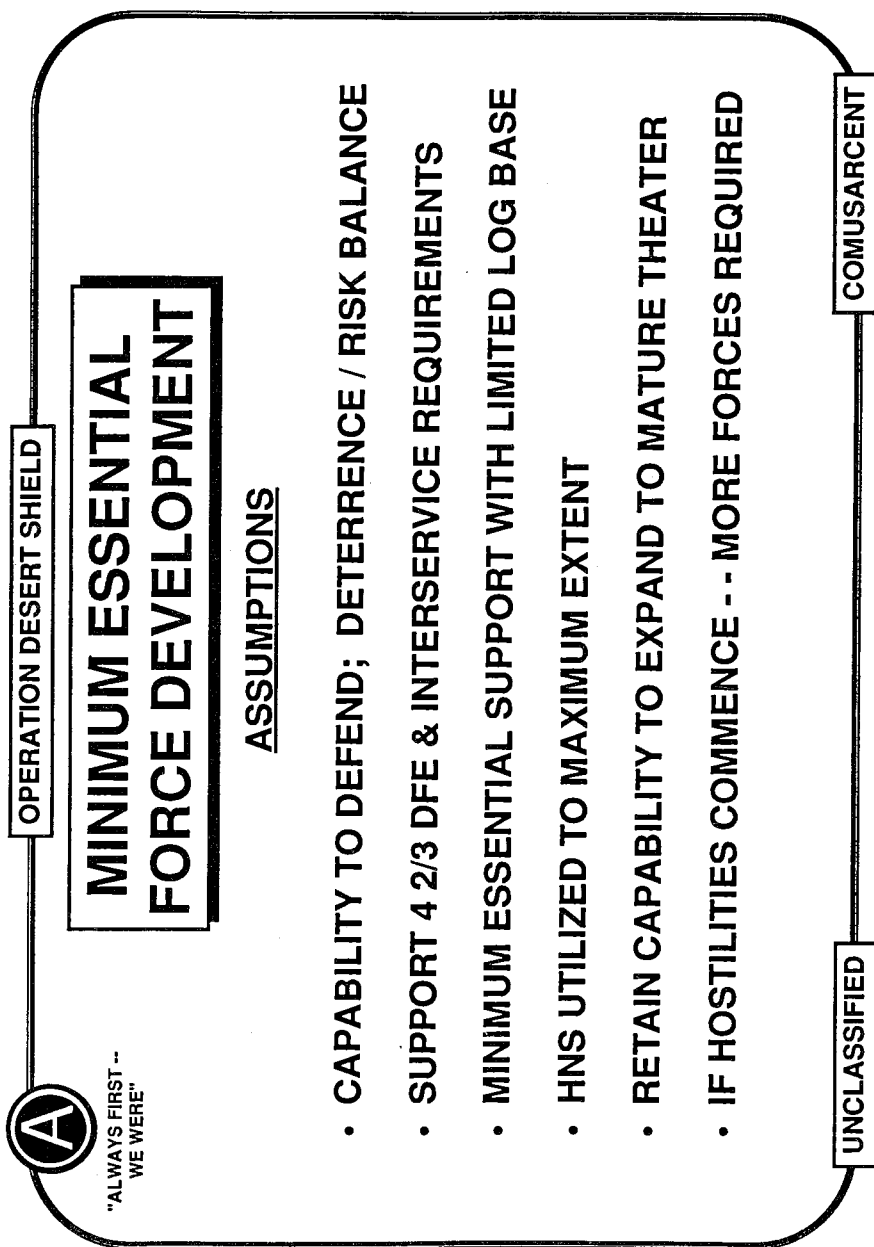 OPERATION DESERT SHIELD
A
"ALWAYS FIRST --
WE WERE"
MINIMUM ESSENTIAL
FORCE DEVELOPMENT
ASSUMPTIONS
• CAPABILITY TO DEFEND; DETERRENCE / RISK BALANCE
• SUPPORT 4 2/3 DFE & INTERSERVICE REQUIREMENTS
• MINIMUM ESSENTIAL SUPPORT WITH LIMITED LOG BASE
• HNS UTILIZED TO MAXIMUM EXTENT
• RETAIN CAPABILITY TO EXPAND TO MATURE THEATER
• IF HOSTILITIES COMMENCE - - MORE FORCES REQUIRED
UNCLASSIFIED
COMUSARCENT